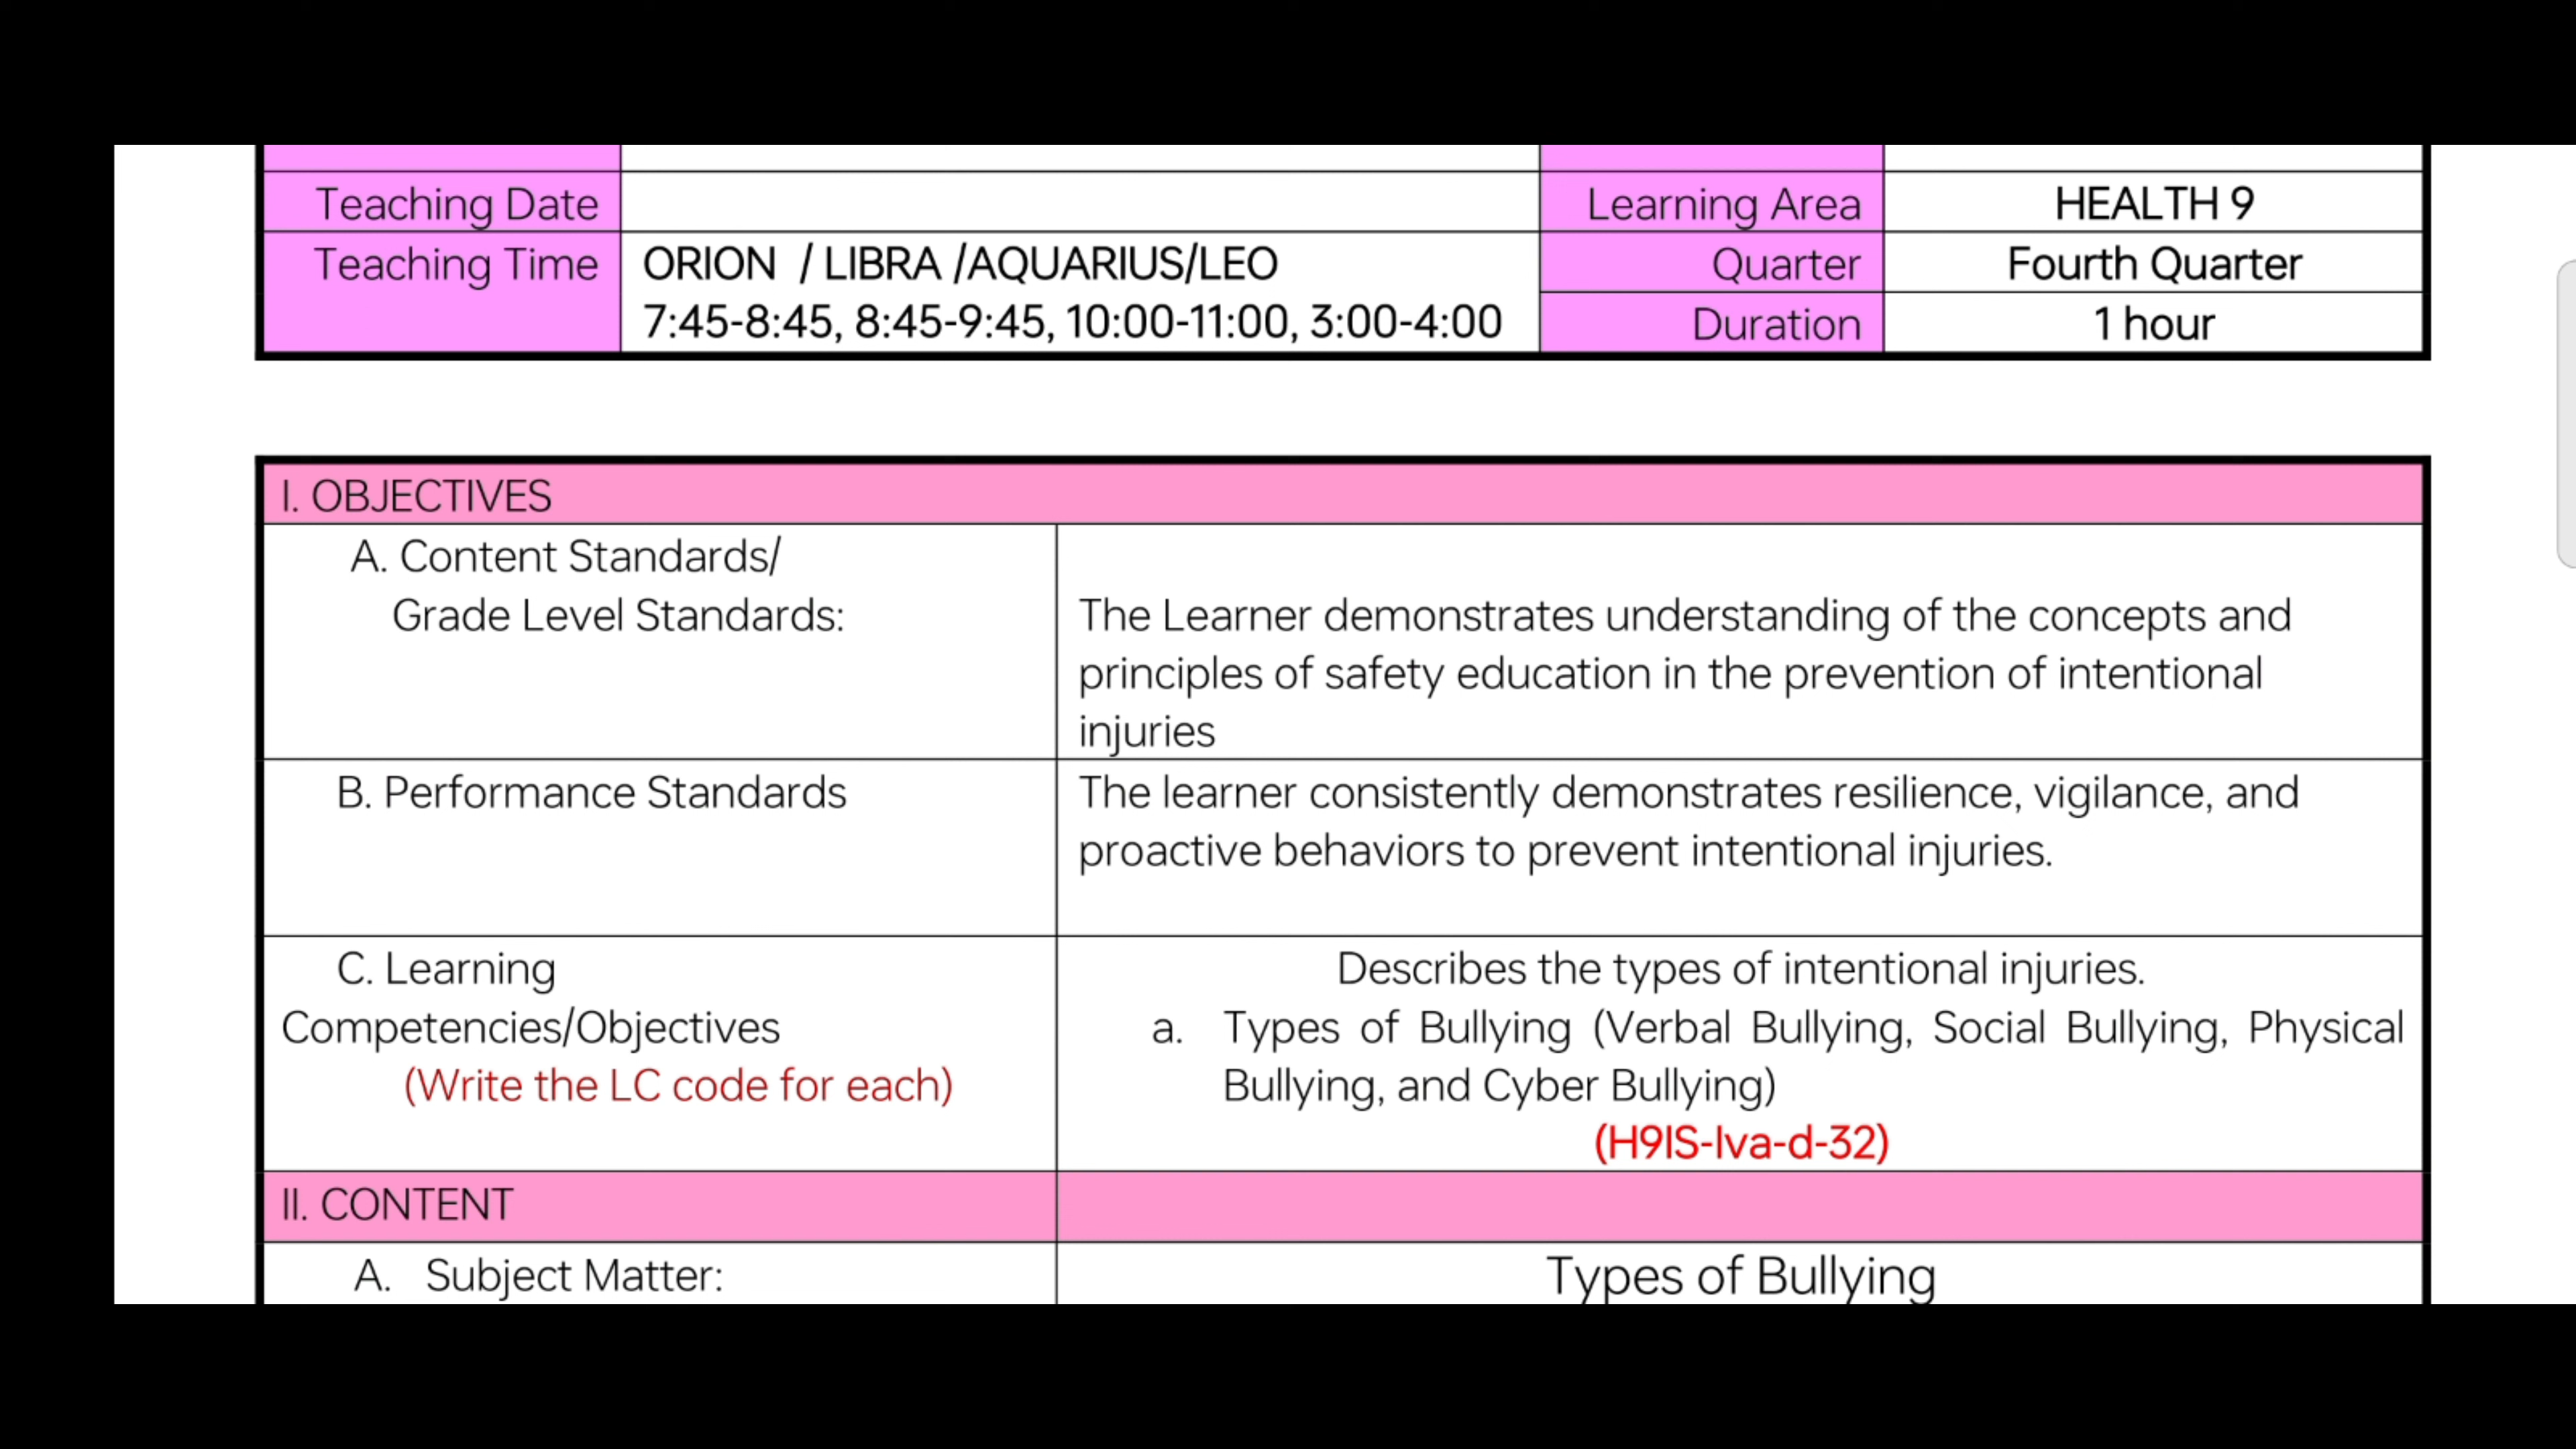 Teaching Date
Learning Area
HEALTH 9
Teaching Time
ORION / LIBRA /AQUARIUS/LEO
7:45-8:45, 8:45-9:45, 10:00-11:00, 3:00-4:00
Quarter
Fourth Quarter
Duration
1 hour
I. OBJECTIVES
A. Content Standards/
Grade Level Standards:
The Learner demonstrates understanding of the concepts and
principles of safety education in the prevention of intentional
injuries
B. Performance Standards
The learner consistently demonstrates resilience, vigilance, and
proactive behaviors to prevent intentional injuries.
C. Learning
Competencies/Objectives
(Write the LC code for each)
Describes the types of intentional injuries.
a. Types of Bullying (Verbal Bullying, Social Bullying, Physical
Bullying, and Cyber Bullying)
(H9IS-Iva-d-32)
II. CONTENT
A. Subject Matter:
Types of Bullying